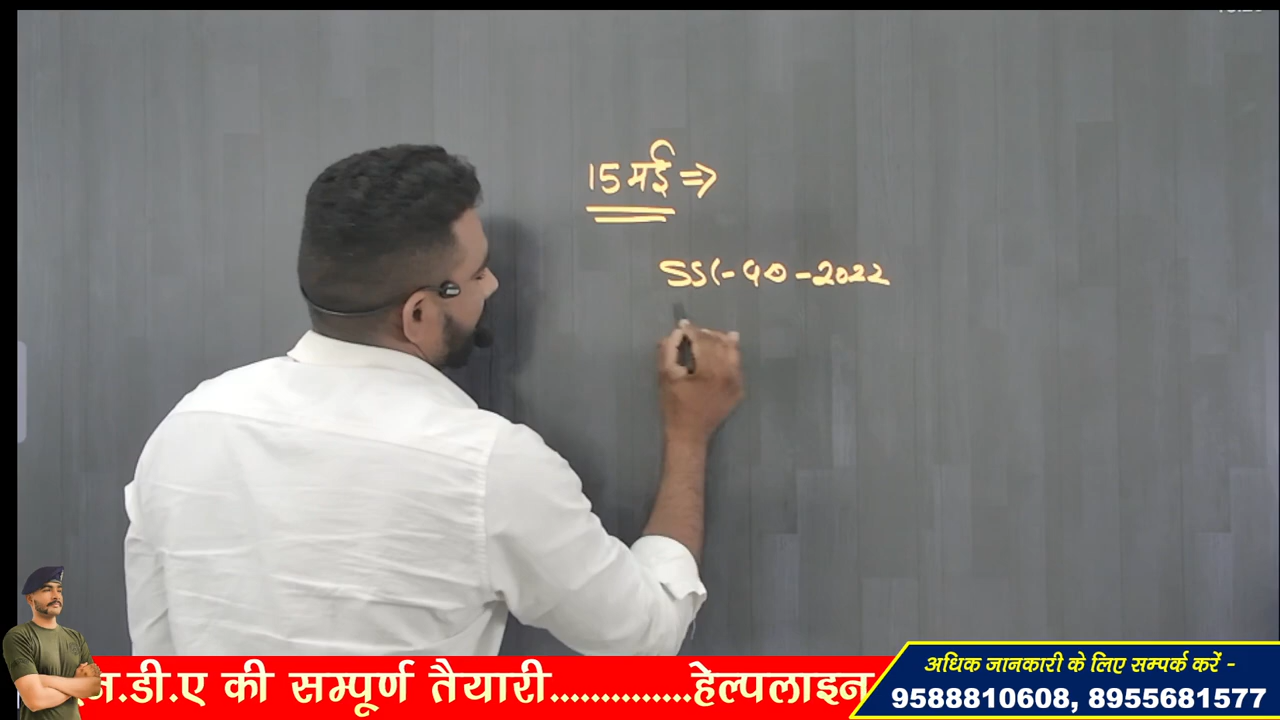 15 मई ⇒
SSC-GD-2022
न.डी.ए की सम्पूर्ण तैयारी..............हेल्पलाइन
अधिक जानकारी के लिए सम्पर्क करें -
9588810608, 8955681577